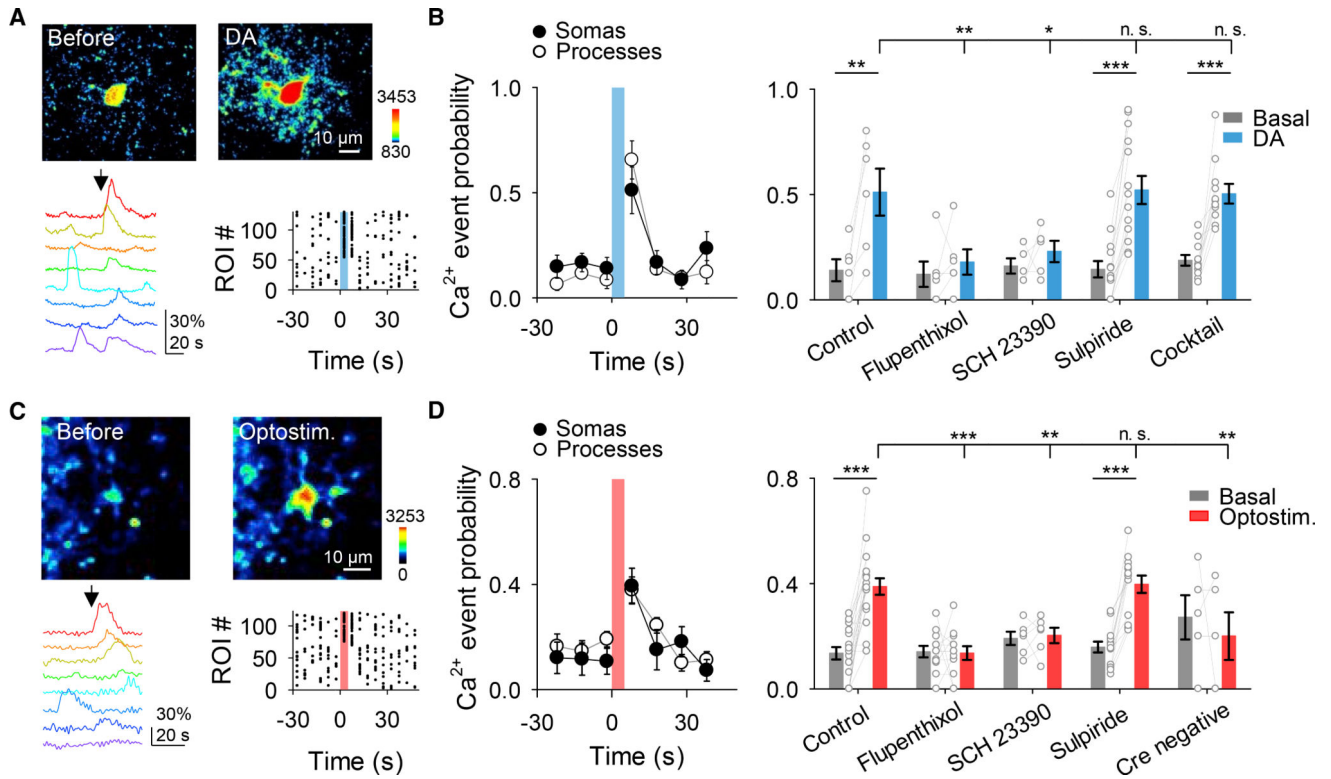 A
Before
DA
3453
830
10 µm
30%
20 s
ROI #
100
50
0
-30 0 30
Time (s)
B
Somas
Processes
Ca2+ event probability
1.0
0.5
0.0
-30 0 30
Time (s)
** * n. s. n. s.
** *** ***
Basal
DA
1.0
0.5
0.0
Control
Flupenthixol
SCH 23390
Sulpiride
Cocktail
C
Before
Optostim.
3253
0
10 µm
30%
20 s
ROI #
100
50
0
-30 0 30
Time (s)
D
Somas
Processes
Ca2+ event probability
0.8
0.4
0.0
-30 0 30
Time (s)
*** ** n. s. **
*** ***
Basal
Optostim.
0.8
0.4
0.0
Control
Flupenthixol
SCH 23390
Sulpiride
Cre negative